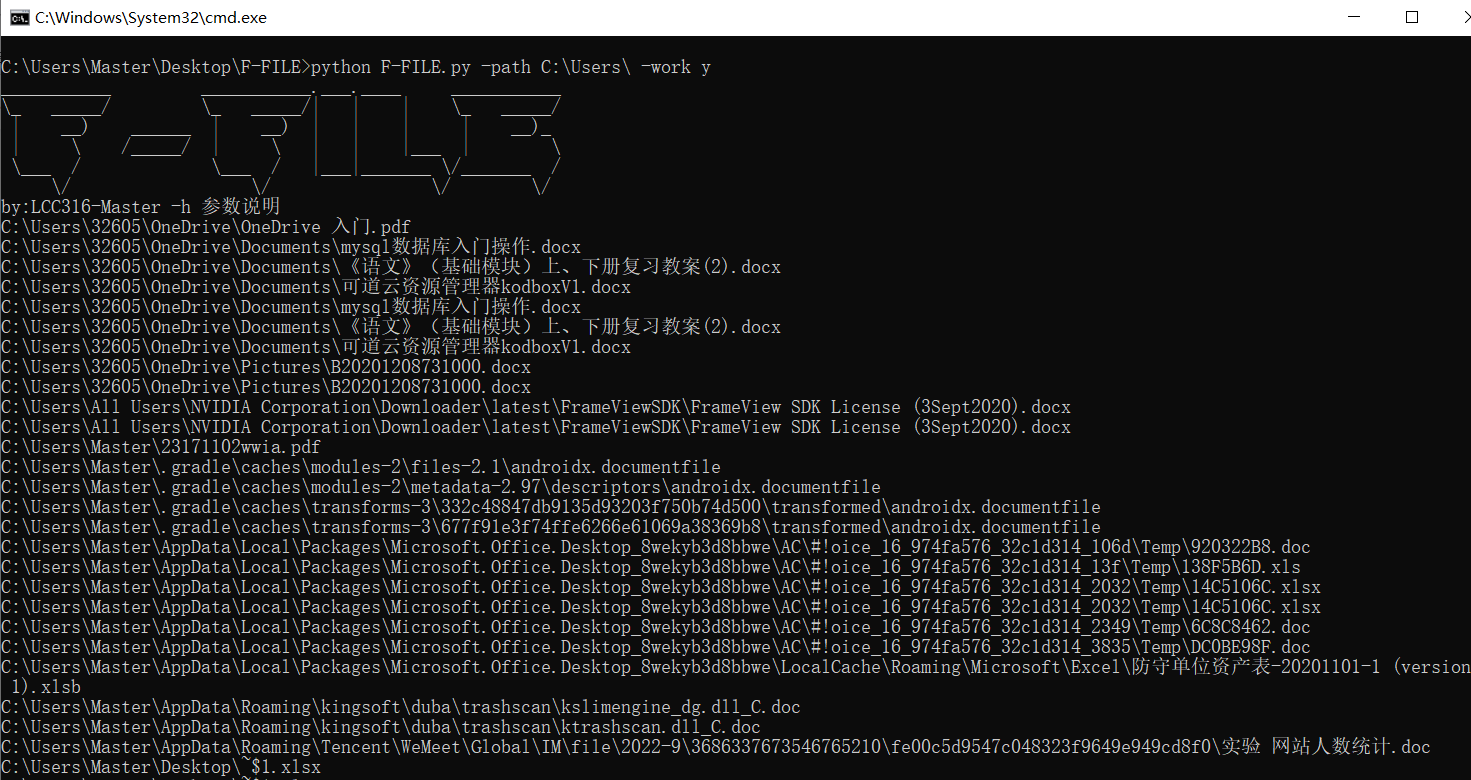 C:\Windows\System32\cmd.exe
C:\Users\Master\Desktop\F-FILE>python F-FILE.py -path C:\Users\ -work y
F-FILE
by:LCC316-Master -h 参数说明
C:\Users\32605\OneDrive\OneDrive 入门.pdf
C:\Users\32605\OneDrive\Documents\mysql数据库入门操作.docx
C:\Users\32605\OneDrive\Documents\《语文》（基础模块）上、下册复习教案(2).docx
C:\Users\32605\OneDrive\Documents\可道云资源管理器kodboxV1.docx
C:\Users\32605\OneDrive\Documents\mysql数据库入门操作.docx
C:\Users\32605\OneDrive\Documents\《语文》（基础模块）上、下册复习教案(2).docx
C:\Users\32605\OneDrive\Documents\可道云资源管理器kodboxV1.docx
C:\Users\32605\OneDrive\Pictures\B20201208731000.docx
C:\Users\32605\OneDrive\Pictures\B20201208731000.docx
C:\Users\All Users\NVIDIA Corporation\Downloader\latest\FrameViewSDK\FrameView SDK License (3Sept2020).docx
C:\Users\All Users\NVIDIA Corporation\Downloader\latest\FrameViewSDK\FrameView SDK License (3Sept2020).docx
C:\Users\Master\23171102wwia.pdf
C:\Users\Master\.gradle\caches\modules-2\files-2.1\androidx.documentfile
C:\Users\Master\.gradle\caches\modules-2\metadata-2.97\descriptors\androidx.documentfile
C:\Users\Master\.gradle\caches\transforms-3\332c48847db9135d93203f750b74d500\transformed\androidx.documentfile
C:\Users\Master\.gradle\caches\transforms-3\677f91e3f74ffe6266e61069a38369b8\transformed\androidx.documentfile
C:\Users\Master\AppData\Local\Packages\Microsoft.Office.Desktop_8wekyb3d8bbwe\AC\#!oice_16_974fa576_32c1d314_106d\Temp\920322B8.doc
C:\Users\Master\AppData\Local\Packages\Microsoft.Office.Desktop_8wekyb3d8bbwe\AC\#!oice_16_974fa576_32c1d314_13f\Temp\138F5B6D.xls
C:\Users\Master\AppData\Local\Packages\Microsoft.Office.Desktop_8wekyb3d8bbwe\AC\#!oice_16_974fa576_32c1d314_2032\Temp\14C5106C.xlsx
C:\Users\Master\AppData\Local\Packages\Microsoft.Office.Desktop_8wekyb3d8bbwe\AC\#!oice_16_974fa576_32c1d314_2032\Temp\14C5106C.xlsx
C:\Users\Master\AppData\Local\Packages\Microsoft.Office.Desktop_8wekyb3d8bbwe\AC\#!oice_16_974fa576_32c1d314_2349\Temp\6C8C8462.doc
C:\Users\Master\AppData\Local\Packages\Microsoft.Office.Desktop_8wekyb3d8bbwe\AC\#!oice_16_974fa576_32c1d314_3835\Temp\DC0BE98F.doc
C:\Users\Master\AppData\Local\Packages\Microsoft.Office.Desktop_8wekyb3d8bbwe\LocalCache\Roaming\Microsoft\Excel\防守单位资产表-20201101-1 (version
1).xlsb
C:\Users\Master\AppData\Roaming\kingsoft\duba\trashscan\kslimengine_dg.dll_C.doc
C:\Users\Master\AppData\Roaming\kingsoft\duba\trashscan\ktrashscan.dll_C.doc
C:\Users\Master\AppData\Roaming\Tencent\WeMeet\Global\IM\file\2022-9\3686337673546765210\fe00c5d9547c048323f9649e949cd8f0\实验 网站人数统计.doc
C:\Users\Master\Desktop\~$1.xlsx